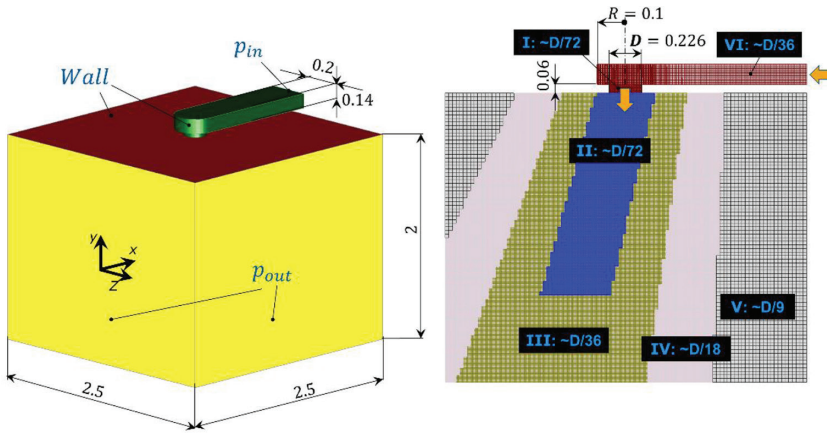 p_in
Wall
0.2
0.14
y
x
Z
p_out
2
2.5
2.5
R = 0.1
I: ~D/72
D = 0.226
VI: ~D/36
0.06
II: ~D/72
III: ~D/36
IV: ~D/18
V: ~D/9